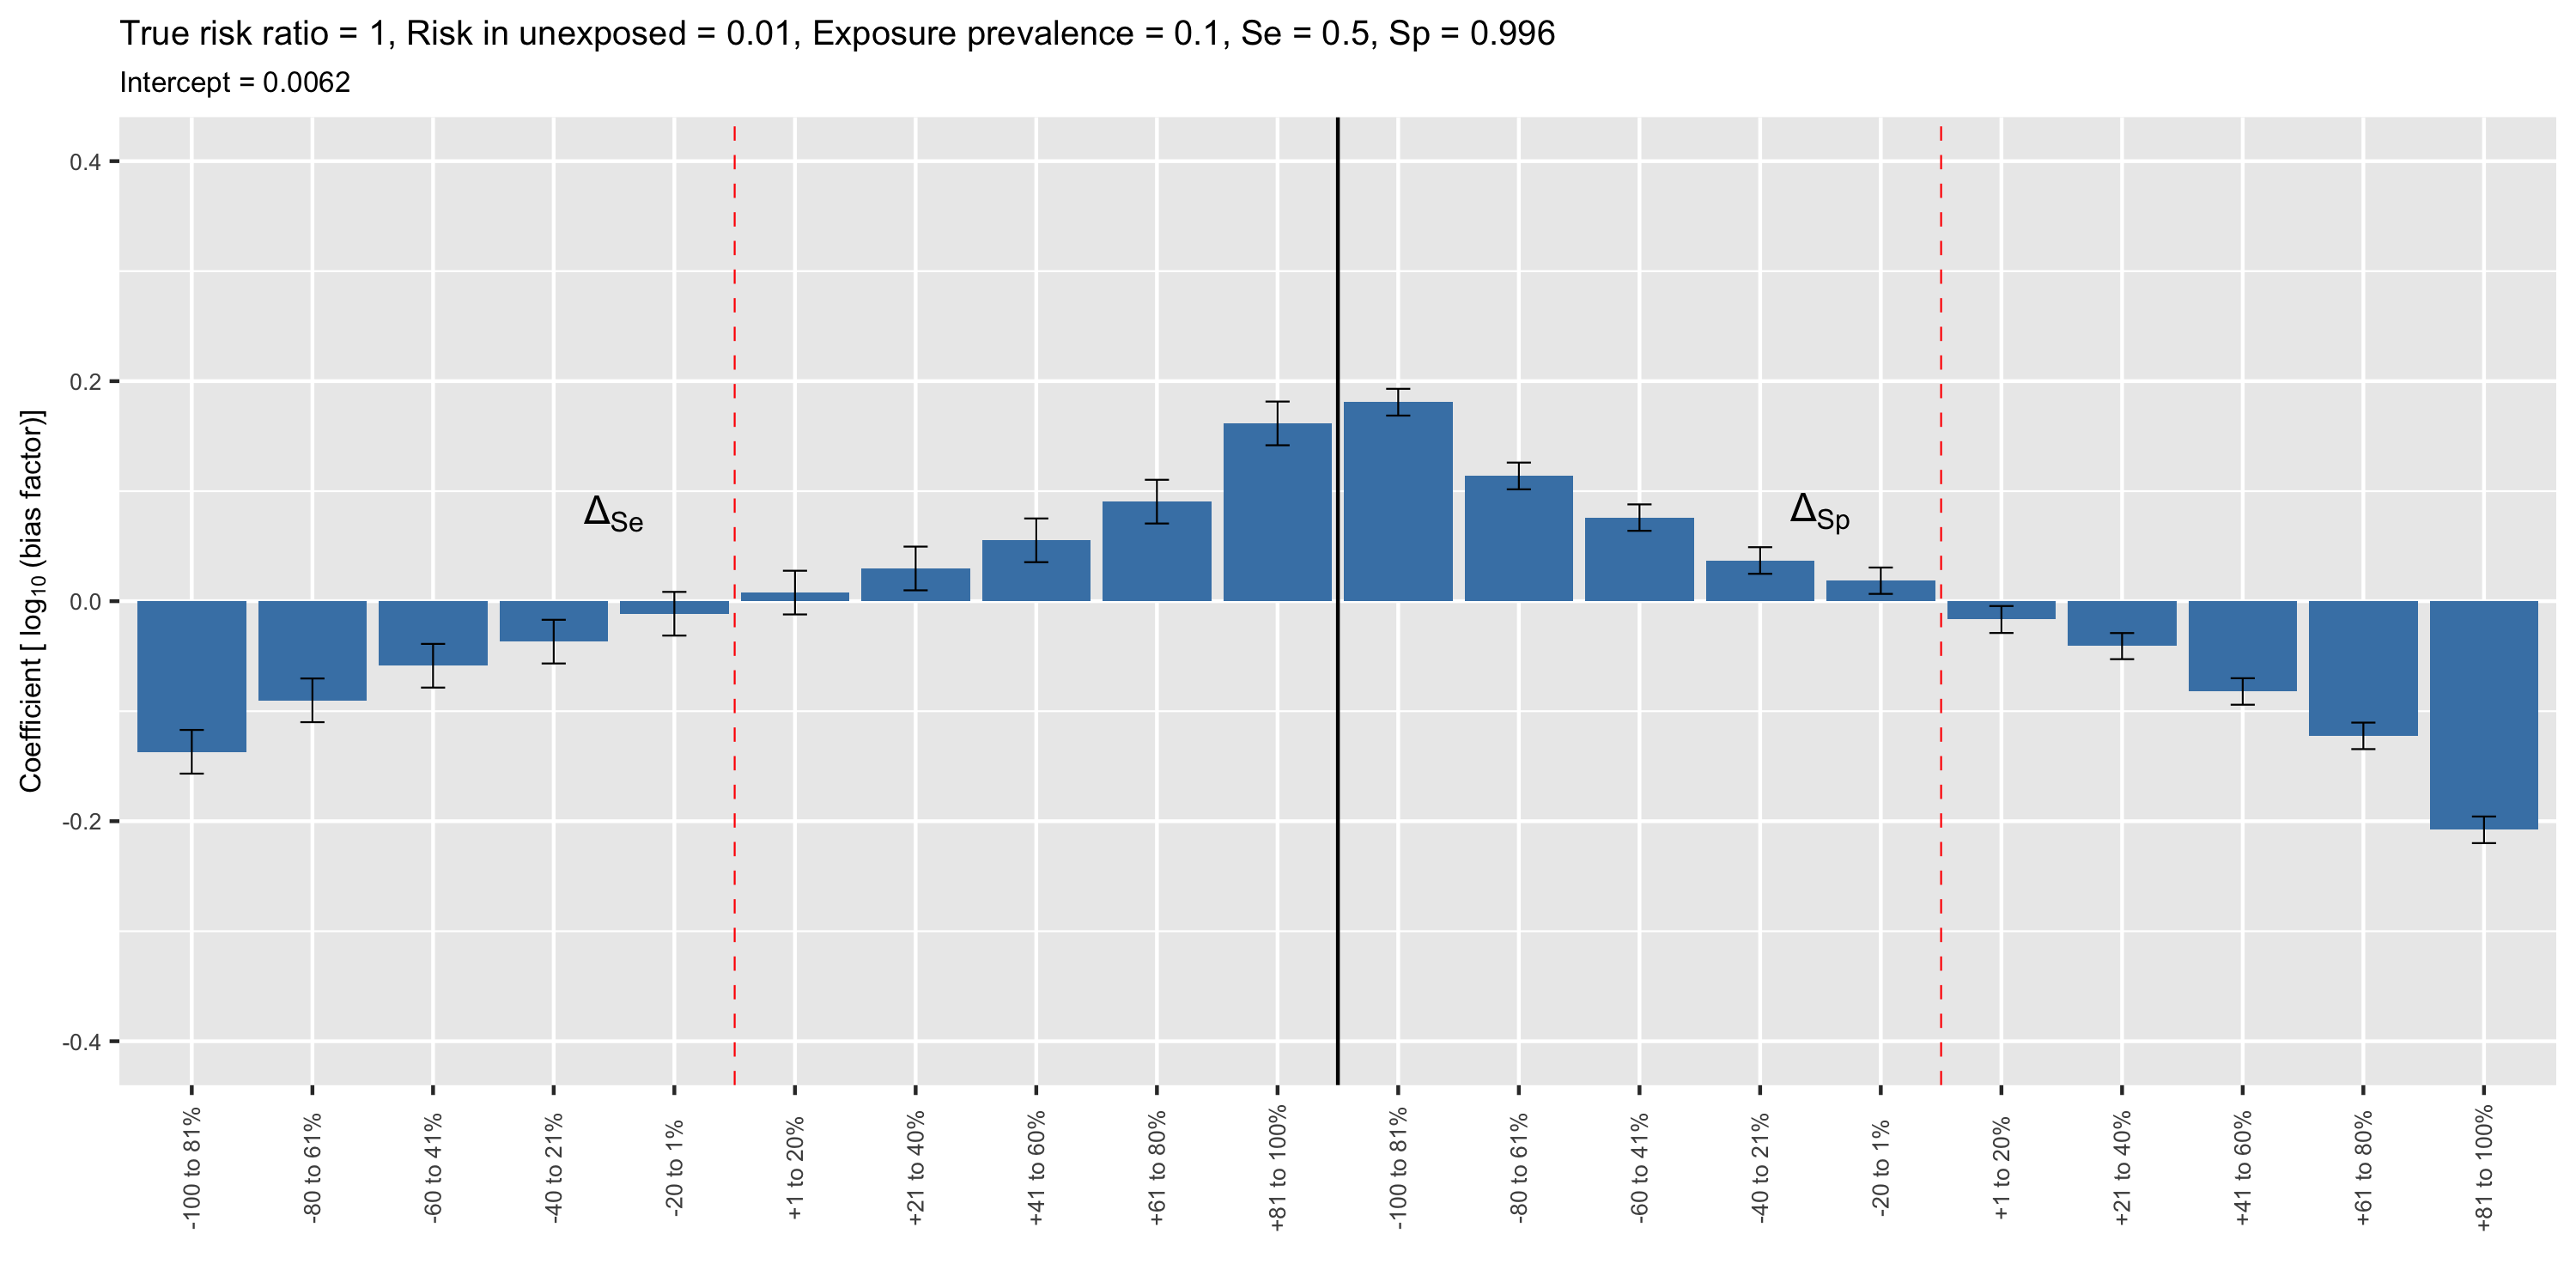 True risk ratio = 1, Risk in unexposed = 0.01, Exposure prevalence = 0.1, Se = 0.5, Sp = 0.996
Intercept = 0.0062
Coefficient [ log10 (bias factor)]
0.4
0.2
0.0
-0.2
-0.4
ΔSe
ΔSp
-100 to 81%
-80 to 61%
-60 to 41%
-40 to 21%
-20 to 1%
+1 to 20%
+21 to 40%
+41 to 60%
+61 to 80%
+81 to 100%
-100 to 81%
-80 to 61%
-60 to 41%
-40 to 21%
-20 to 1%
+1 to 20%
+21 to 40%
+41 to 60%
+61 to 80%
+81 to 100%